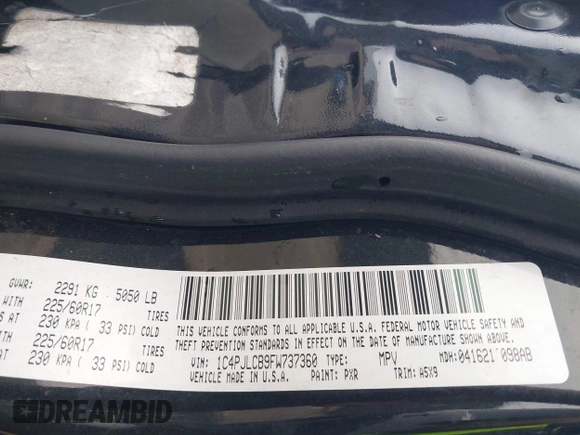 GVWR: 2291 KG 5050 LB
WITH 225/60R17 TIRES
AT 230 KPA ( 33 PSI) COLD
WITH 225/60R17 TIRES
AT 230 KPA ( 33 PSI) COLD
THIS VEHICLE CONFORMS TO ALL APPLICABLE U.S.A. FEDERAL MOTOR VEHICLE SAFETY AND
THEFT PREVENTION STANDARDS IN EFFECT ON THE DATE OF MANUFACTURE SHOWN ABOVE.
VIN: 1C4PJLCB9FW737360 TYPE: MPV MDH: 041621 098AB
VEHICLE MADE IN U.S.A. PAINT: PXR TRIM: A5X9
DREAMBID